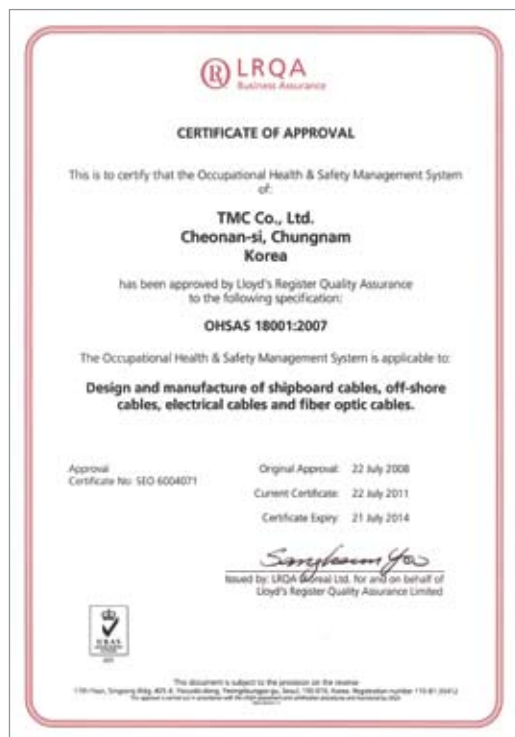 LRQA
Business Assurance
CERTIFICATE OF APPROVAL
This is to certify that the Occupational Health & Safety Management System
of:
TMC Co., Ltd.
Cheonan-si, Chungnam
Korea
has been approved by Lloyd's Register Quality Assurance
to the following specification:
OHSAS 18001:2007
The Occupational Health & Safety Management System is applicable to:
Design and manufacture of shipboard cables, off-shore
cables, electrical cables and fiber optic cables.
Approval
Certificate No: SEO 6004071
Original Approval: 22 July 2008
Current Certificate: 22 July 2011
Certificate Expiry: 21 July 2014
Issued by: LRQA (Korea) Ltd. for and on behalf of
Lloyd's Register Quality Assurance Limited
UKAS
This document is subject to the provision on the reverse